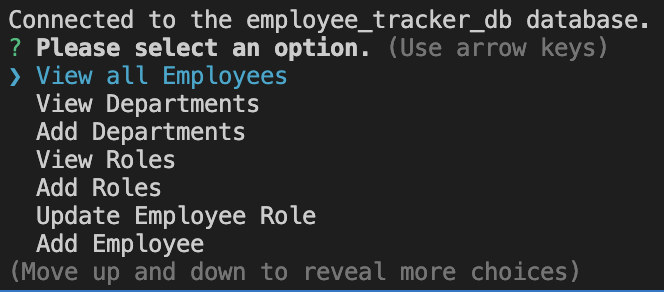 Connected to the employee_tracker_db database.
? Please select an option. (Use arrow keys)
❯ View all Employees
View Departments
Add Departments
View Roles
Add Roles
Update Employee Role
Add Employee
(Move up and down to reveal more choices)